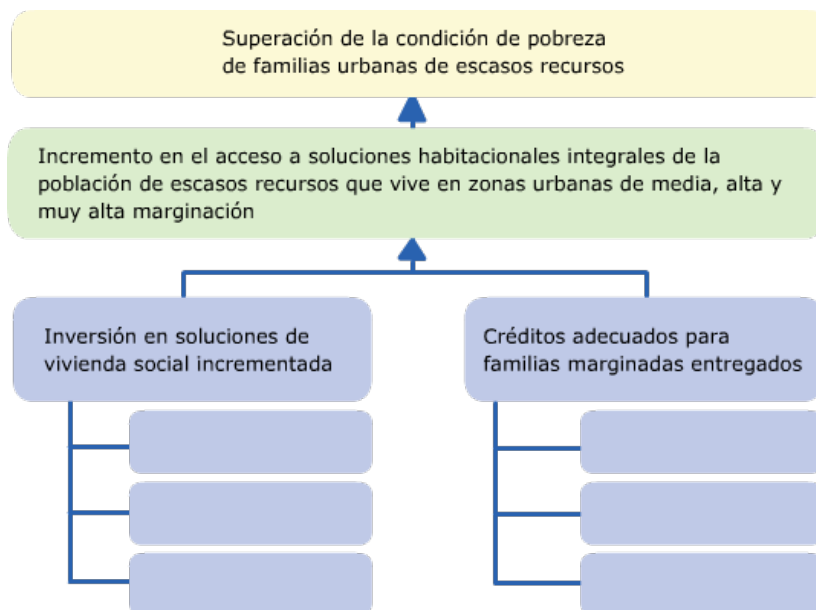 Superación de la condición de pobreza
de familias urbanas de escasos recursos
Incremento en el acceso a soluciones habitacionales integrales de la
población de escasos recursos que vive en zonas urbanas de media, alta y
muy alta marginación
Inversión en soluciones de
vivienda social incrementada
Créditos adecuados para
familias marginadas entregados